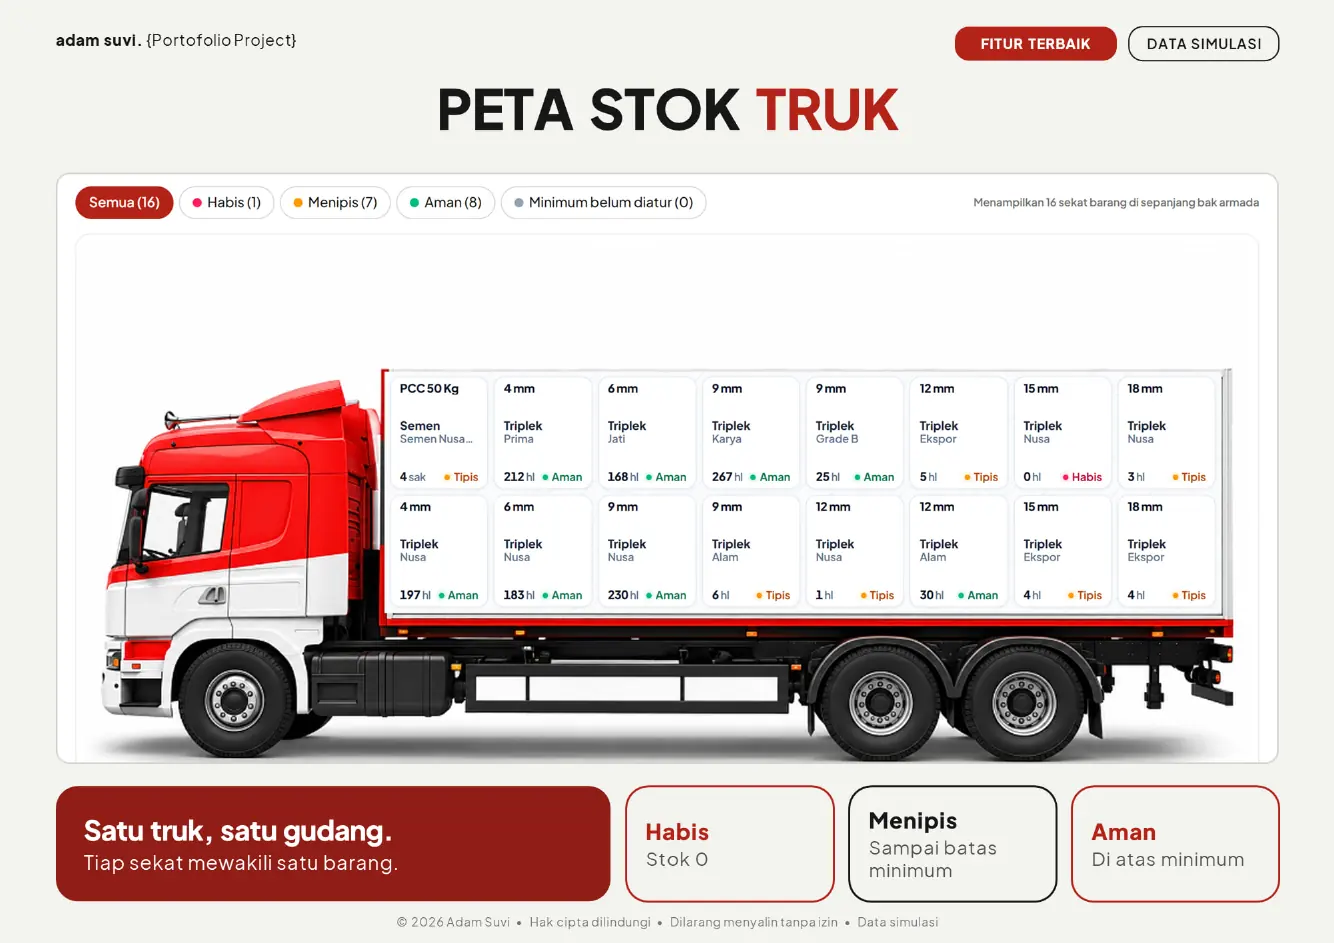 adam suvi. {Portofolio Project}
FITUR TERBAIK
DATA SIMULASI
PETA STOK TRUK
Semua (16)
Habis (1)
Menipis (7)
Aman (8)
Minimum belum diatur (0)
Menampilkan 16 sekat barang di sepanjang bak armada
PCC 50 Kg
Semen
Semen Nusa...
4 sak
Tipis
4 mm
Triplek
Prima
212 hl
Aman
6 mm
Triplek
Jati
168 hl
Aman
9 mm
Triplek
Karya
267 hl
Aman
9 mm
Triplek
Grade B
25 hl
Aman
12 mm
Triplek
Ekspor
5 hl
Tipis
15 mm
Triplek
Nusa
0 hl
Habis
18 mm
Triplek
Nusa
3 hl
Tipis
4 mm
Triplek
Nusa
197 hl
Aman
6 mm
Triplek
Nusa
183 hl
Aman
9 mm
Triplek
Nusa
230 hl
Aman
9 mm
Triplek
Alam
6 hl
Tipis
12 mm
Triplek
Nusa
1 hl
Tipis
12 mm
Triplek
Alam
30 hl
Aman
15 mm
Triplek
Ekspor
4 hl
Tipis
18 mm
Triplek
Ekspor
4 hl
Tipis
Satu truk, satu gudang.
Tiap sekat mewakili satu barang.
Habis
Stok 0
Menipis
Sampai batas
minimum
Aman
Di atas minimum
© 2026 Adam Suvi • Hak cipta dilindungi • Dilarang menyalin tanpa izin • Data simulasi